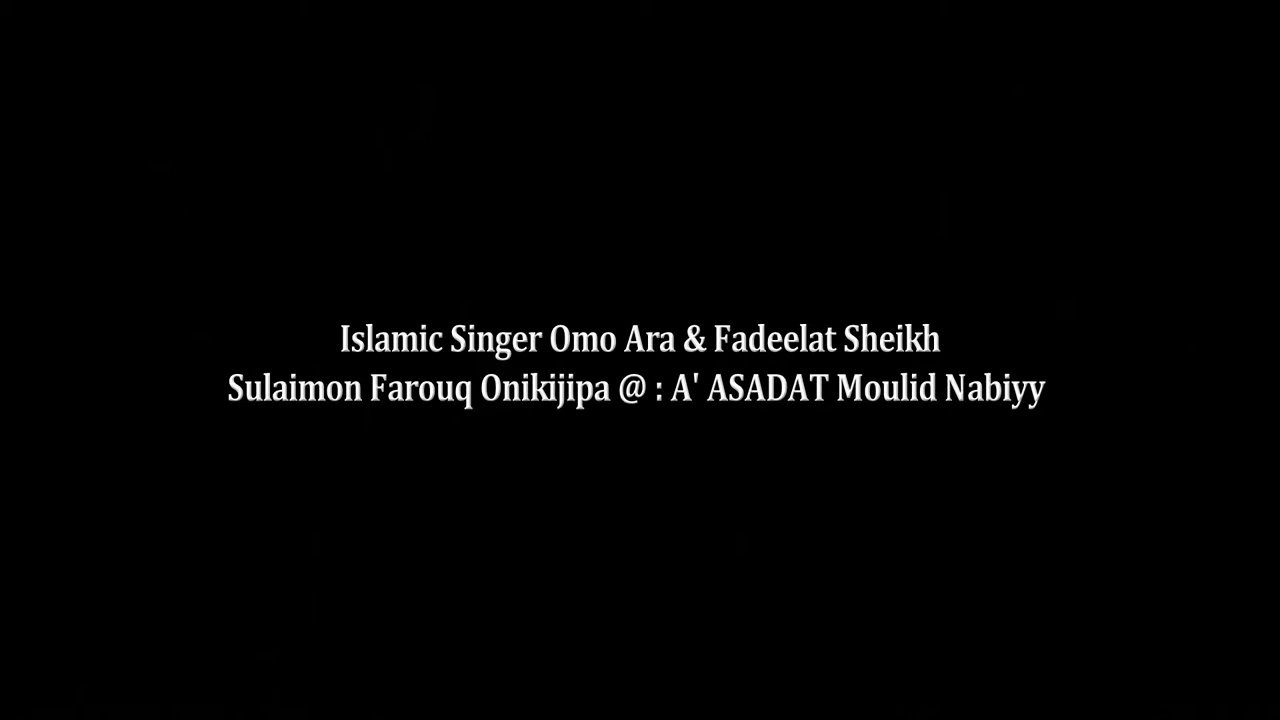 Islamic Singer Omo Ara & Fadeelat Sheikh
Sulaimon Farouq Onikijipa @ : A' ASADAT Moulid Nabiyy